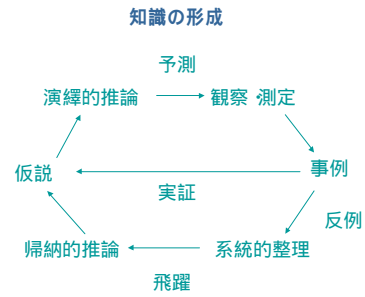 知識の形成
予測
演繹的推論
観察・測定
仮説
事例
実証
反例
帰納的推論
系統的整理
飛躍